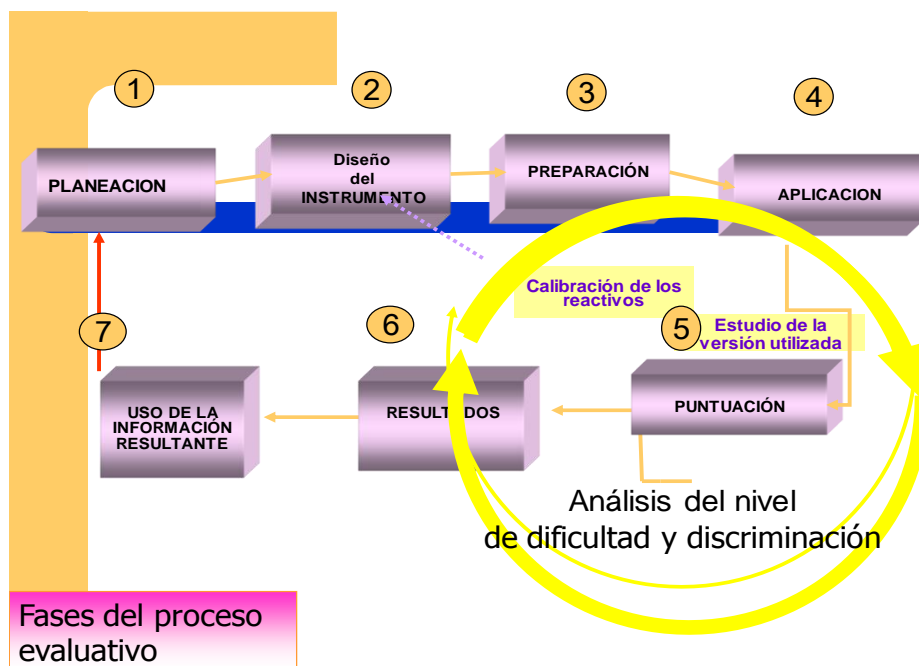 1
2
3
4
PLANEACION
Diseño
del
INSTRUMENTO
PREPARACIÓN
APLICACION
Calibración de los
reactivos
5
Estudio de la
versión utilizada
6
7
USO DE LA
INFORMACIÓN
RESULTANTE
RESULTADOS
PUNTUACIÓN
Análisis del nivel
de dificultad y discriminación
Fases del proceso
evaluativo